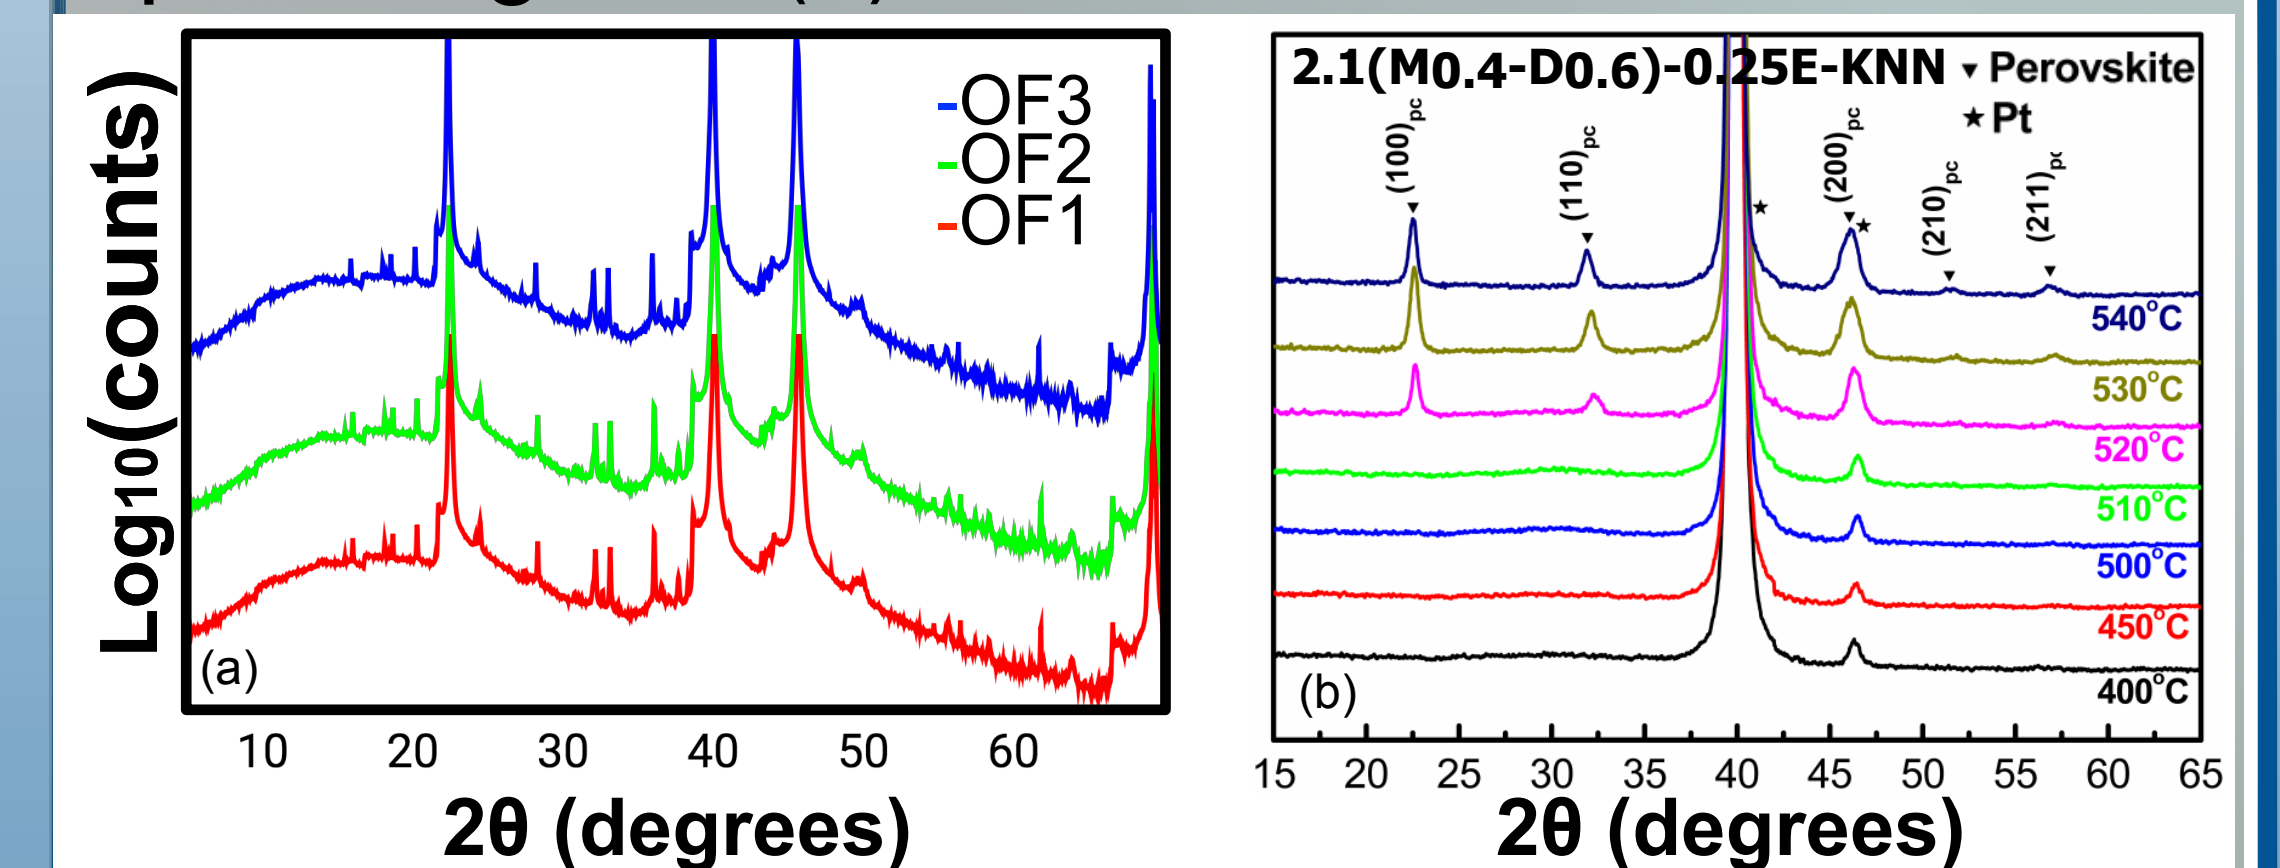 Log10(counts)
-OF3
-OF2
-OF1
(a)
10 20 30 40 50 60
2θ (degrees)
2.1(M0.4-D0.6)-0.25E-KNN ▼ Perovskite
★ Pt
(100)pc
(110)pc
(200)pc
(210)pc
(211)pc
540°C
530°C
520°C
510°C
500°C
450°C
400°C
(b)
15 20 25 30 35 40 45 50 55 60 65
2θ (degrees)